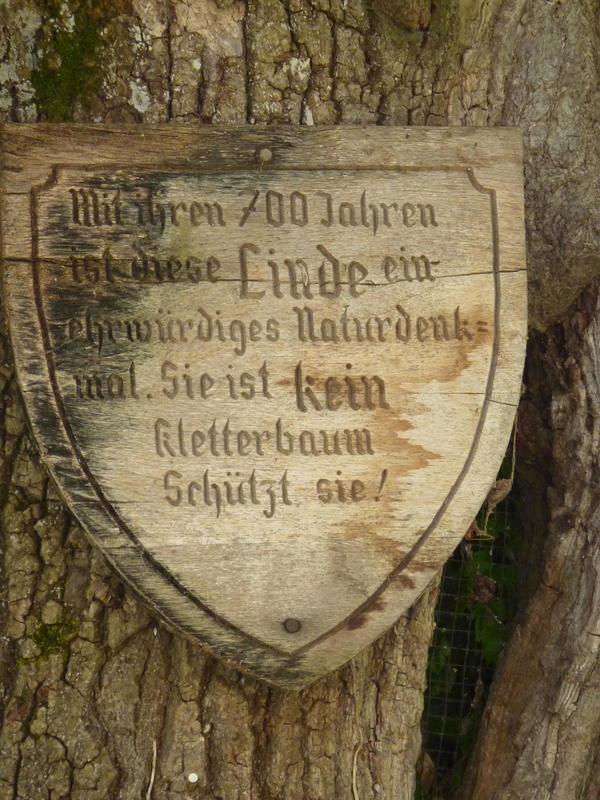 Mit ihren 700 Jahren
ist diese Linde ein
ehrwürdiges Naturdenk=
mal. Sie ist kein
Kletterbaum
Schützt sie!